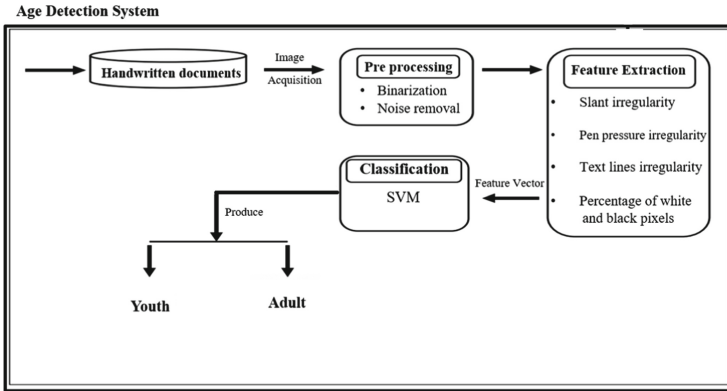 Age Detection System
Handwritten documents
Image
Acquisition
Pre processing
• Binarization
• Noise removal
Feature Extraction
• Slant irregularity
• Pen pressure irregularity
• Text lines irregularity
• Percentage of white
and black pixels
Feature Vector
Classification
SVM
Produce
Youth
Adult